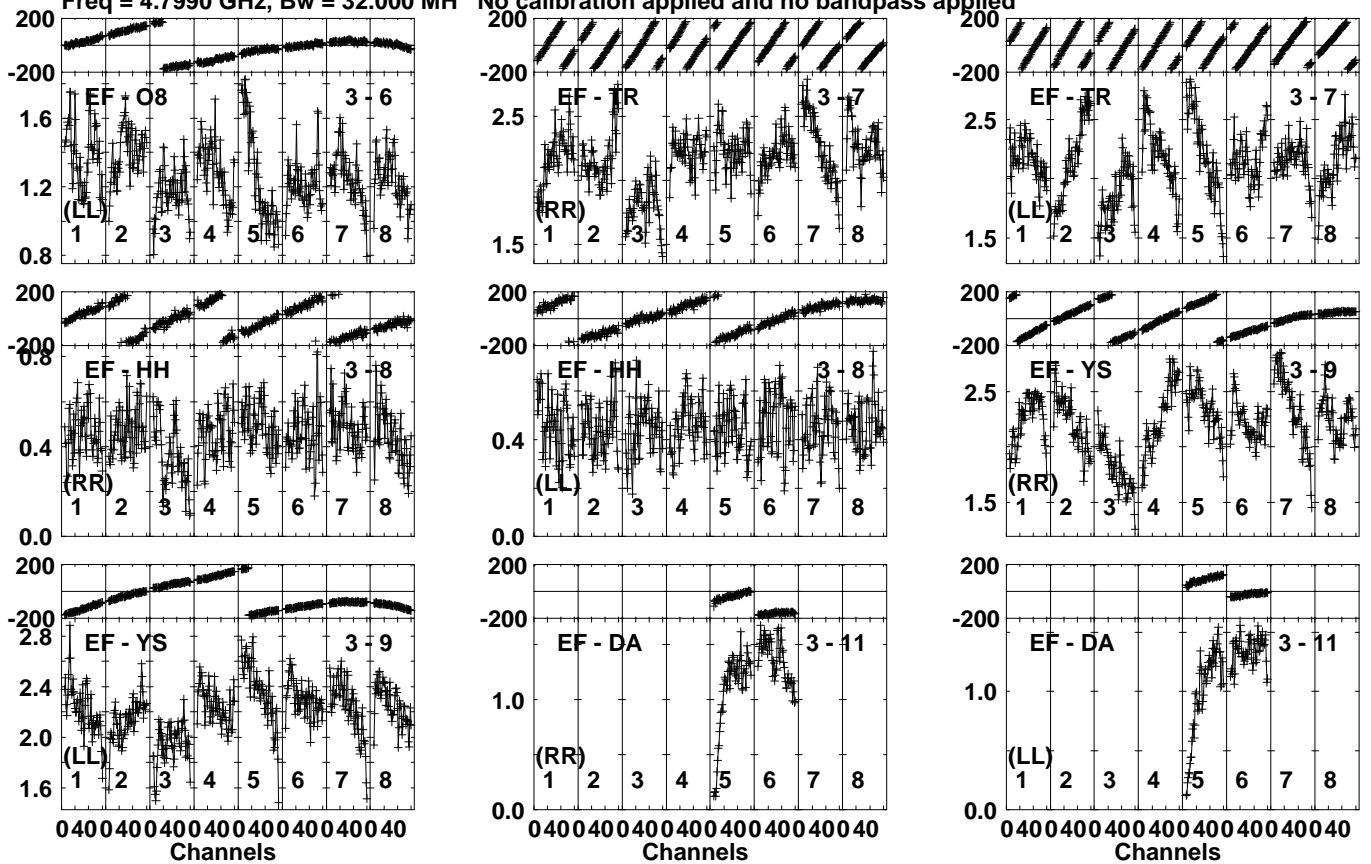 Freq = 4.7990 GHz, Bw = 32.000 MH No calibration applied and no bandpass applied
200
-200
EF - O8 3 - 6
1.6
1.2
0.8
(LL)
1 2 3 4 5 6 7 8
200
-200
EF - TR 3 - 7
2.5
1.5
(RR)
1 2 3 4 5 6 7 8
200
-200
EF - TR 3 - 7
2.5
1.5
(LL)
1 2 3 4 5 6 7 8
200
-200
0.8
EF - HH 3 - 8
0.4
0.0
(RR)
1 2 3 4 5 6 7 8
200
-200
EF - HH 3 - 8
0.4
0.0
(LL)
1 2 3 4 5 6 7 8
200
-200
EF - YS 3 - 9
2.5
1.5
(RR)
1 2 3 4 5 6 7 8
200
-200
2.8
EF - YS 3 - 9
2.4
2.0
1.6
(LL)
1 2 3 4 5 6 7 8
0 40 0 40 0 40 0 40 0 40 0 40 0 40 0 40
Channels
200
-200
EF - DA 3 - 11
1.0
0.0
(RR)
1 2 3 4 5 6 7 8
0 40 0 40 0 40 0 40 0 40 0 40 0 40 0 40
Channels
200
-200
EF - DA 3 - 11
1.0
0.0
(LL)
1 2 3 4 5 6 7 8
0 40 0 40 0 40 0 40 0 40 0 40 0 40 0 40
Channels